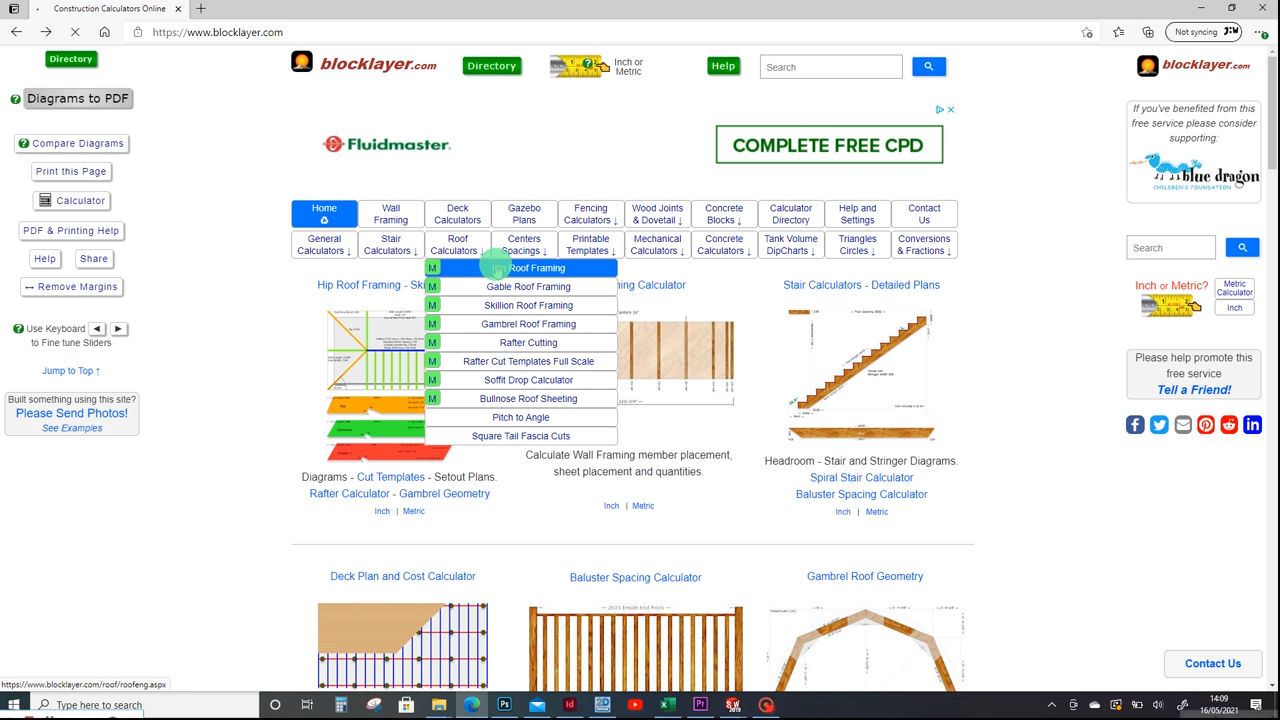 Construction Calculators Online
https://www.blocklayer.com
Not syncing
Directory
Diagrams to PDF
Compare Diagrams
Print this Page
Calculator
PDF & Printing Help
Help
Share
Remove Margins
Use Keyboard
to Fine tune Sliders
Jump to Top ↑
Built something using this site?
Please Send Photos!
See Examples
blocklayer.com
Directory
Inch or
Metric
Help
Search
Fluidmaster.
COMPLETE FREE CPD
Home
Wall
Framing
Deck
Calculators
Gazebo
Plans
Fencing
Calculators ↓
Wood Joints
& Dovetail ↓
Concrete
Blocks ↓
Calculator
Directory
Help and
Settings
Contact
Us
General
Calculators ↓
Stair
Calculators ↓
Roof
Calculators ↓
Centers
Spacings ↓
Printable
Templates ↓
Mechanical
Calculators ↓
Concrete
Calculators ↓
Tank Volume
DipCharts ↓
Triangles
Circles ↓
Conversions
& Fractions ↓
M Hip Roof Framing
M Gable Roof Framing
M Skillion Roof Framing
M Gambrel Roof Framing
M Rafter Cutting
M Rafter Cut Templates Full Scale
M Soffit Drop Calculator
M Bullnose Roof Sheeting
Pitch to Angle
Square Tail Fascia Cuts
Hip Roof Framing - Sk
Diagrams - Cut Templates - Setout Plans.
Rafter Calculator - Gambrel Geometry
Inch | Metric
ing Calculator
Calculate Wall Framing member placement,
sheet placement and quantities.
Inch | Metric
Stair Calculators - Detailed Plans
Headroom - Stair and Stringer Diagrams.
Spiral Stair Calculator
Baluster Spacing Calculator
Inch | Metric
Deck Plan and Cost Calculator
Baluster Spacing Calculator
2615 Inside End Posts
Gambrel Roof Geometry
blocklayer.com
If you've benefited from this
free service please consider
supporting:
blue dragon
CHILDREN'S FOUNDATION
Search
Inch or Metric?
Metric
Calculator
Inch
Please help promote this
free service
Tell a Friend!
Contact Us
https://www.blocklayer.com/roof/roofeng.aspx
Type here to search
14:09
16/05/2021